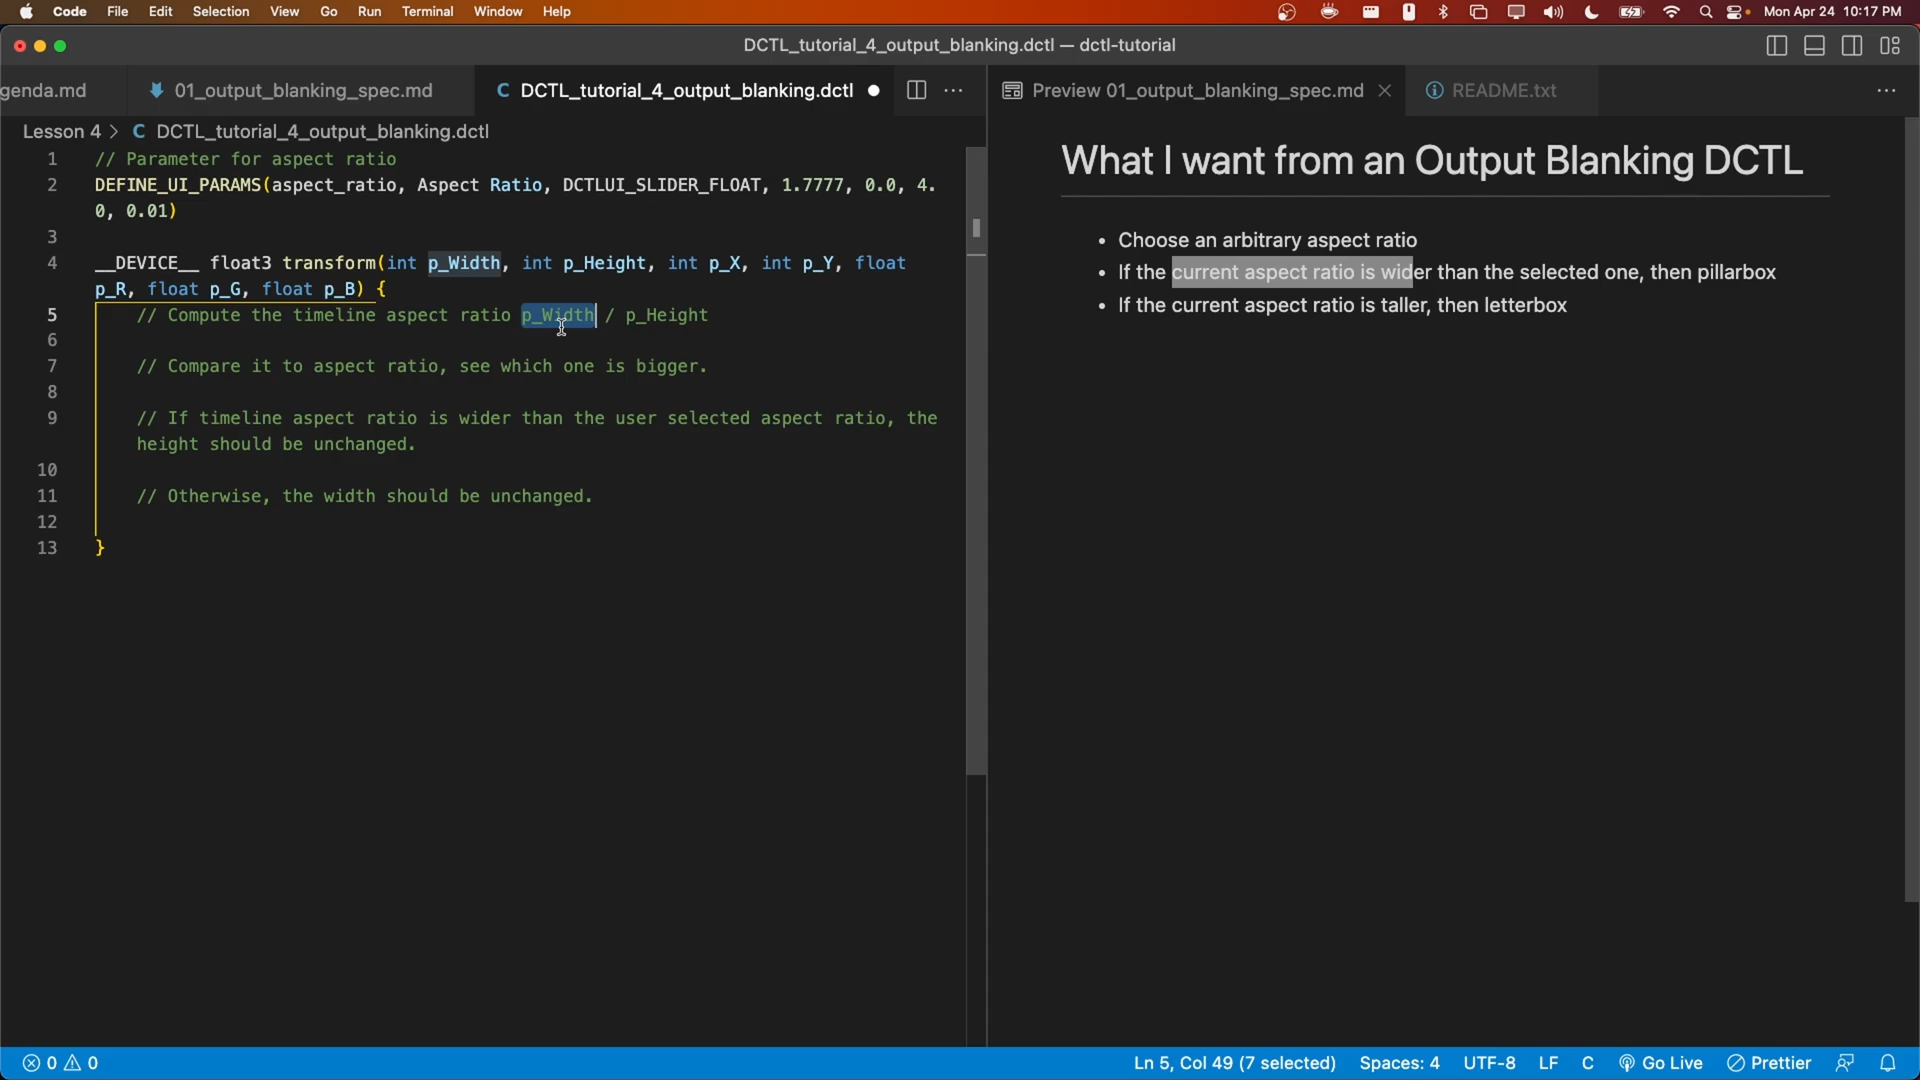 Code File Edit Selection View Go Run Terminal Window Help Mon Apr 24 10:17 PM
DCTL_tutorial_4_output_blanking.dctl — dctl-tutorial
genda.md 01_output_blanking_spec.md C DCTL_tutorial_4_output_blanking.dctl ● ··· Preview 01_output_blanking_spec.md README.txt ···
Lesson 4 > C DCTL_tutorial_4_output_blanking.dctl
1 // Parameter for aspect ratio
2 DEFINE_UI_PARAMS(aspect_ratio, Aspect Ratio, DCTLUI_SLIDER_FLOAT, 1.7777, 0.0, 4.
0, 0.01)
3
4 __DEVICE__ float3 transform(int p_Width, int p_Height, int p_X, int p_Y, float
p_R, float p_G, float p_B) {
5 // Compute the timeline aspect ratio p_Width / p_Height
6
7 // Compare it to aspect ratio, see which one is bigger.
8
9 // If timeline aspect ratio is wider than the user selected aspect ratio, the
height should be unchanged.
10
11 // Otherwise, the width should be unchanged.
12
13 }
What I want from an Output Blanking DCTL
• Choose an arbitrary aspect ratio
• If the current aspect ratio is wider than the selected one, then pillarbox
• If the current aspect ratio is taller, then letterbox
0 0 Ln 5, Col 49 (7 selected) Spaces: 4 UTF-8 LF C Go Live Prettier